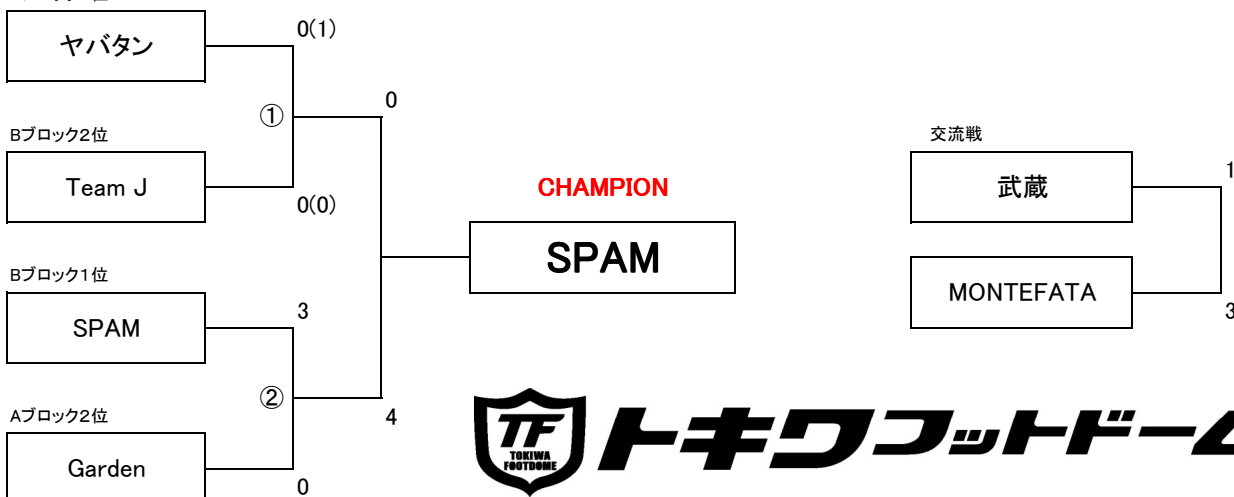 ヤバタン
0(1)
①
0
Bブロック2位
Team J
0(0)
交流戦
武蔵
1
CHAMPION
SPAM
Bブロック1位
SPAM
3
MONTEFATA
3
②
Aブロック2位
Garden
0
4
TF
TOKIWA
FOOTDOME
トキワフットドーム